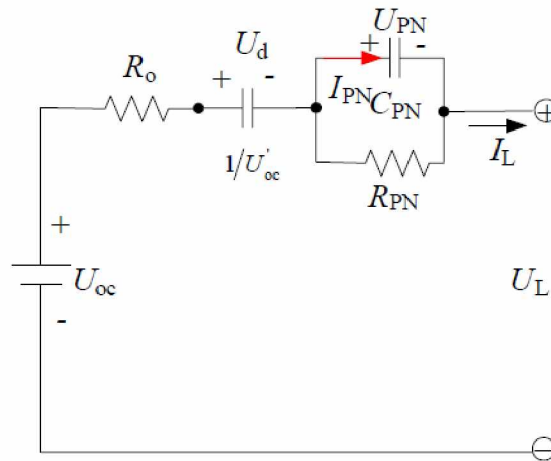 U_PN
U_d
+ -
R_o
+ -
I_PN C_PN
I_L
+
1/U'_oc
R_PN
+
U_oc
U_L
-
−